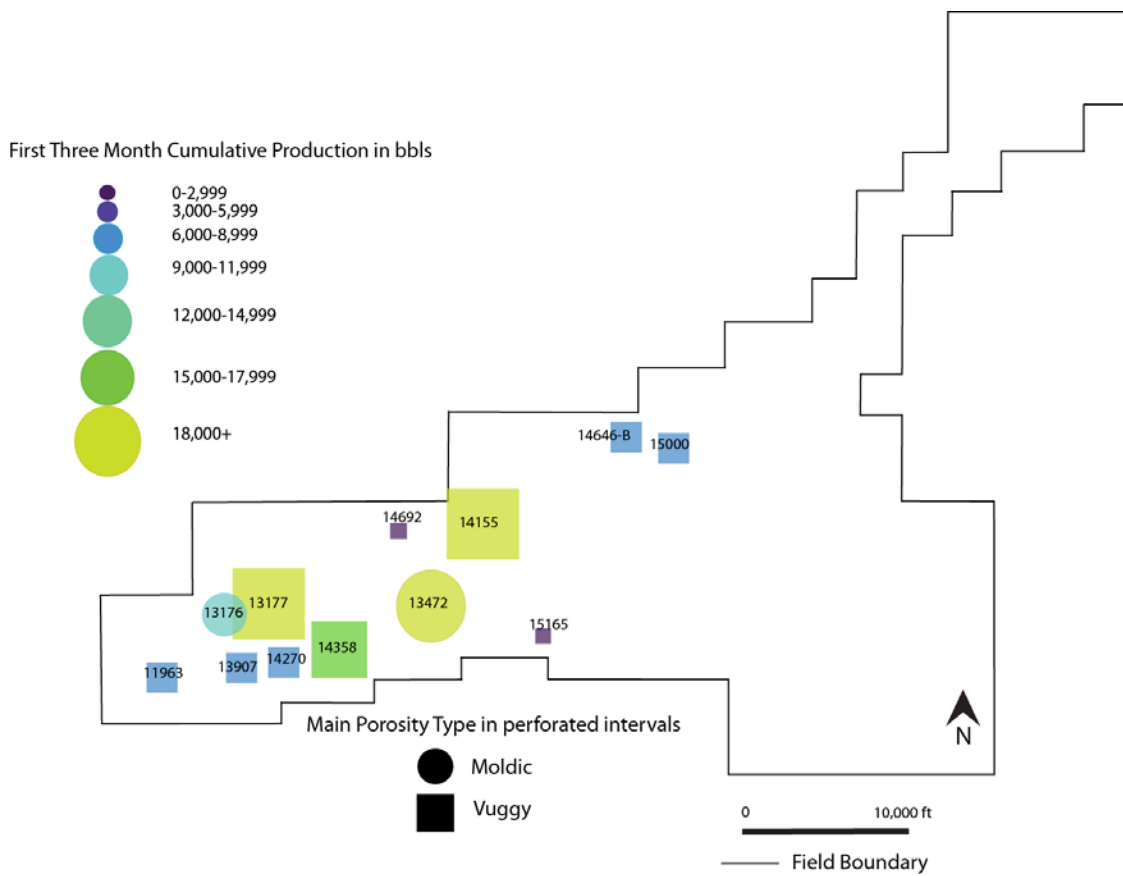 First Three Month Cumulative Production in bbls
0-2,999
3,000-5,999
6,000-8,999
9,000-11,999
12,000-14,999
15,000-17,999
18,000+
14646-B
15000
14692
14155
13177
13176
13472
15165
14358
14270
13907
11963
Main Porosity Type in perforated intervals
Moldic
Vuggy
N
0 10,000 ft
Field Boundary